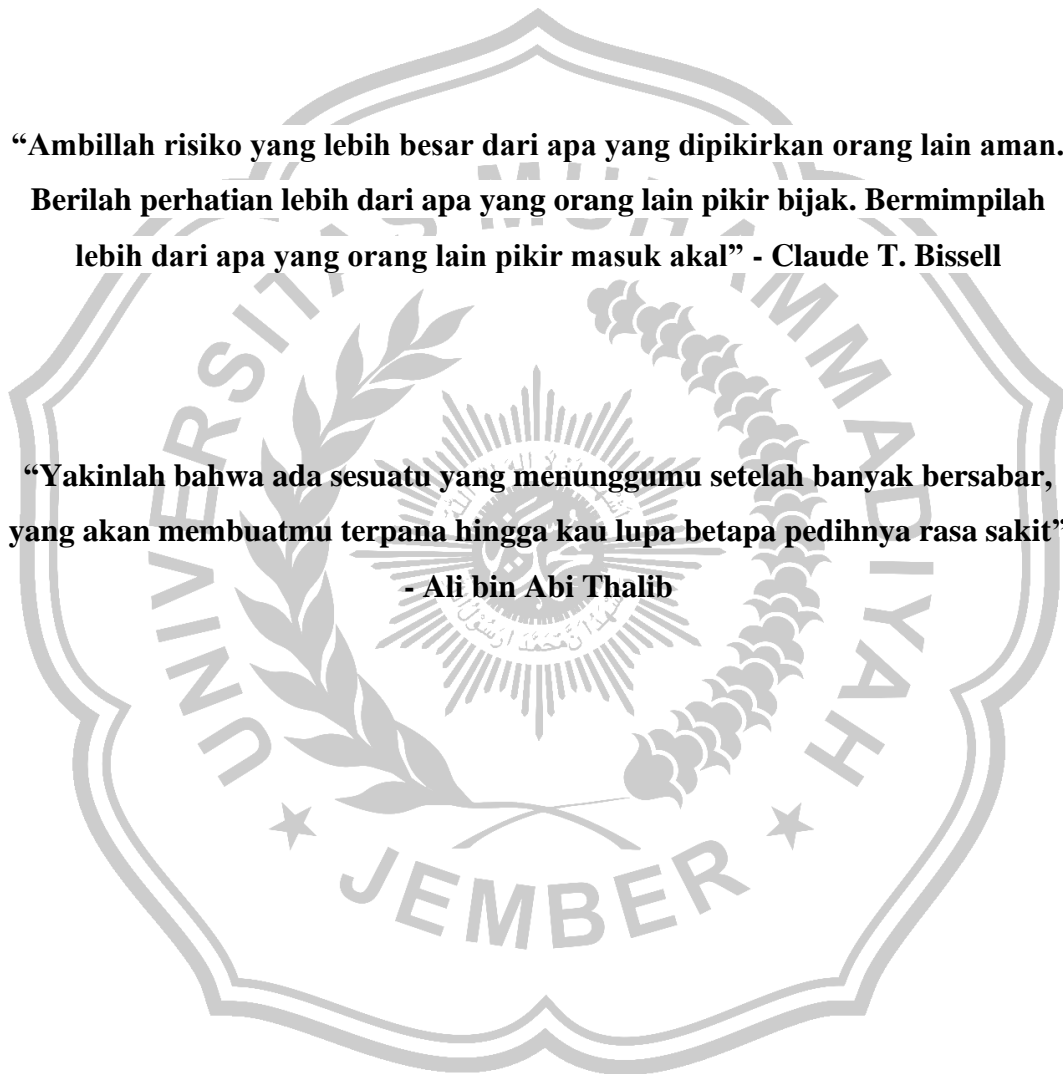 “Ambillah risiko yang lebih besar dari apa yang dipikirkan orang lain aman.
Berilah perhatian lebih dari apa yang orang lain pikir bijak. Bermimpilah
lebih dari apa yang orang lain pikir masuk akal” - Claude T. Bissell
“Yakinlah bahwa ada sesuatu yang menunggumu setelah banyak bersabar,
yang akan membuatmu terpana hingga kau lupa betapa pedihnya rasa sakit”
- Ali bin Abi Thalib
UNIVERSITAS MUHAMMADIYAH
JEMBER